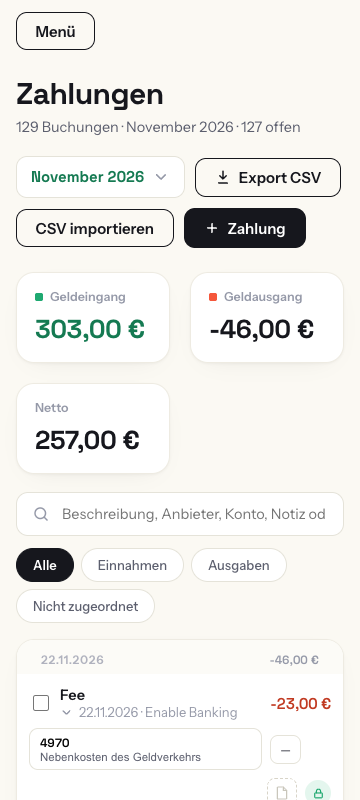 Menü
Zahlungen
129 Buchungen · November 2026 · 127 offen
November 2026
Export CSV
CSV importieren
+ Zahlung
Geldeingang
303,00 €
Geldausgang
-46,00 €
Netto
257,00 €
Beschreibung, Anbieter, Konto, Notiz od
Alle
Einnahmen
Ausgaben
Nicht zugeordnet
22.11.2026 -46,00 €
Fee
22.11.2026 · Enable Banking
-23,00 €
4970
Nebenkosten des Geldverkehrs
–